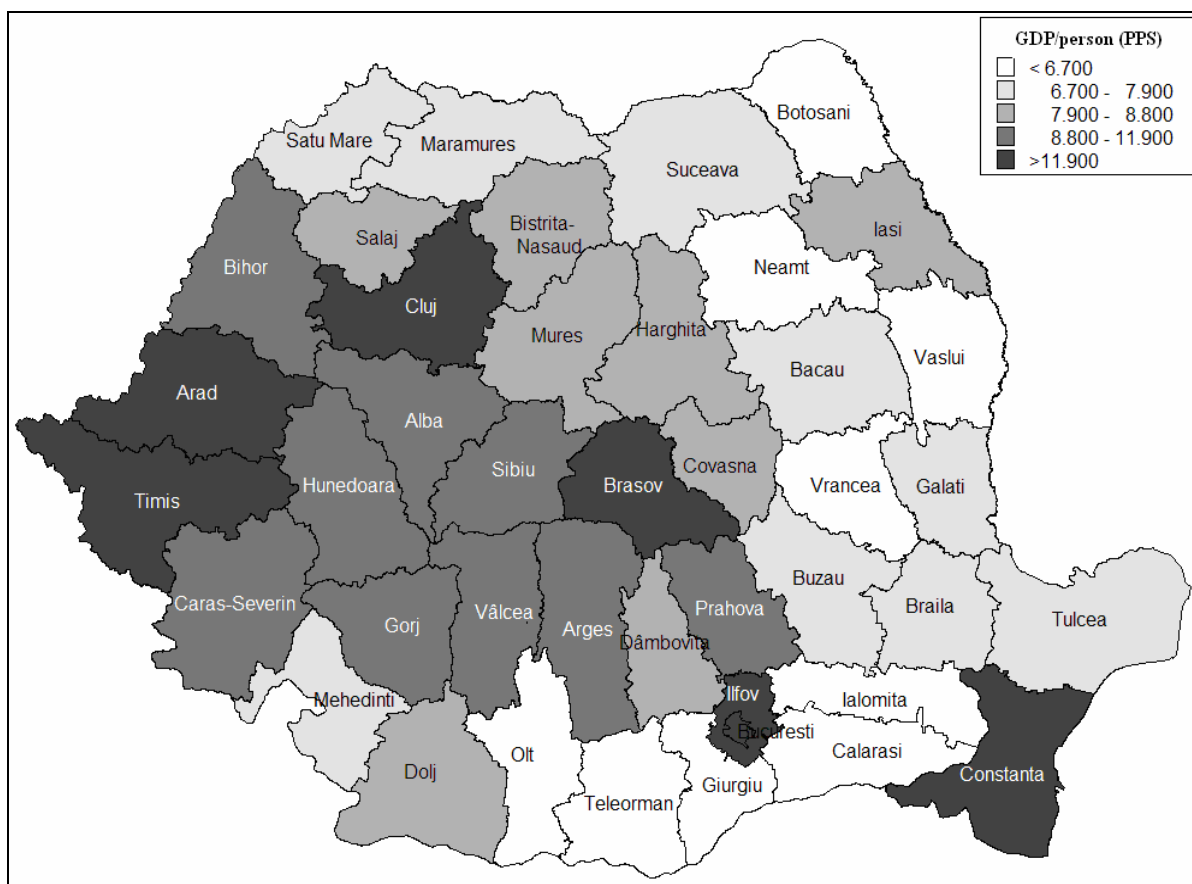 GDP/person (PPS)
< 6.700
6.700 - 7.900
7.900 - 8.800
8.800 - 11.900
>11.900
Botosani
Satu Mare
Maramures
Suceava
Iasi
Salaj
Bistrita-
Nasaud
Bihor
Neamt
Cluj
Mures
Harghita
Vaslui
Bacau
Arad
Alba
Sibiu
Covasna
Hunedoara
Brasov
Vrancea
Galati
Timis
Buzau
Caras-Severin
Gorj
Vâlcea
Arges
Dâmbovita
Prahova
Braila
Tulcea
Mehedinti
Ilfov
Ialomita
Bucuresti
Calarasi
Olt
Dolj
Teleorman
Giurgiu
Constanta